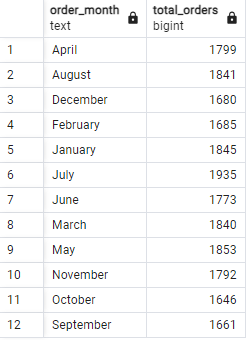 order_month total_orders
text bigint
1 April 1799
2 August 1841
3 December 1680
4 February 1685
5 January 1845
6 July 1935
7 June 1773
8 March 1840
9 May 1853
10 November 1792
11 October 1646
12 September 1661